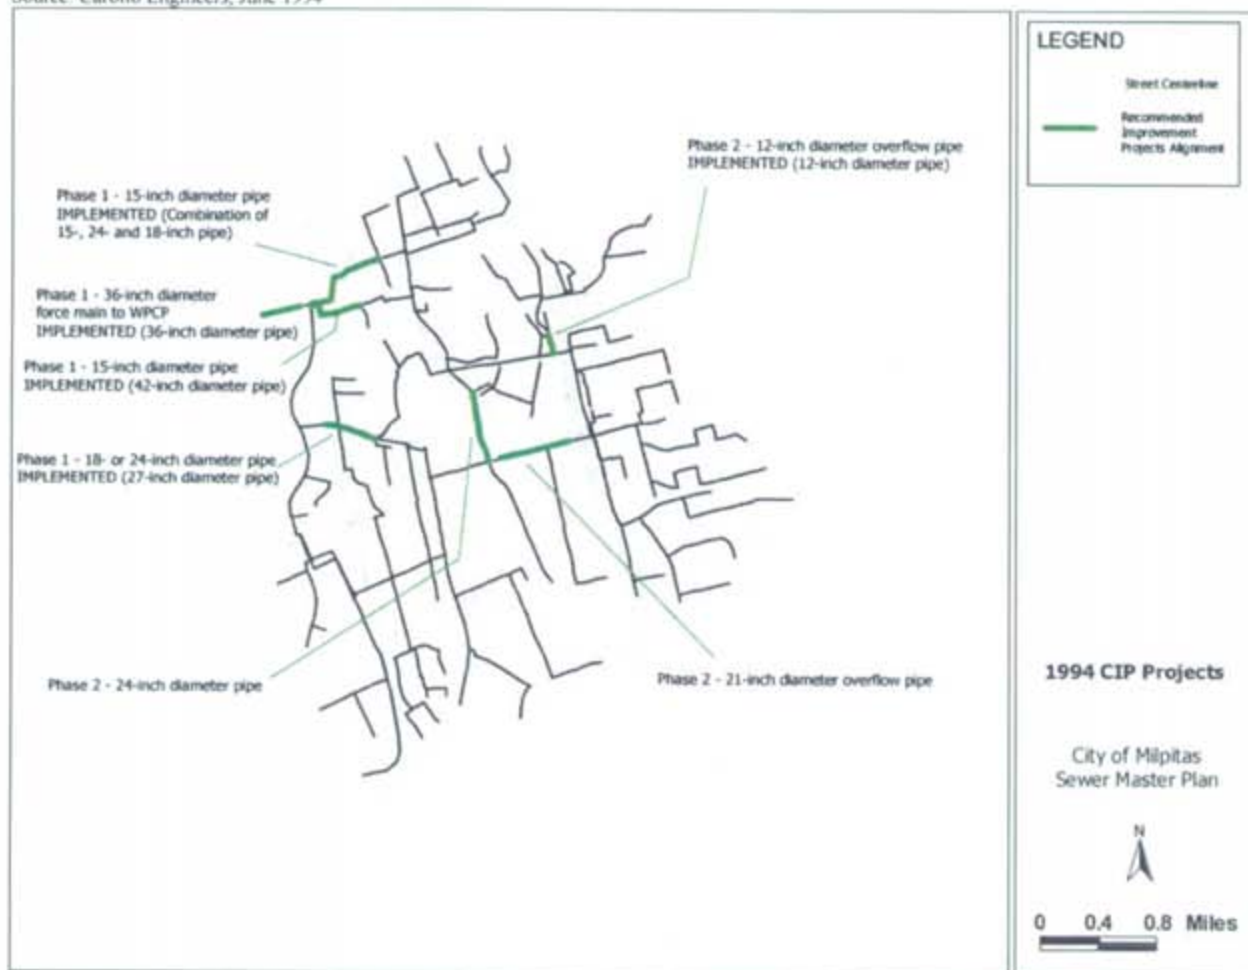 Source: Carollo Engineers, June 1994
LEGEND
Street Centerline
Recommended
Improvement
Projects Alignment
Phase 2 - 12-inch diameter overflow pipe
IMPLEMENTED (12-inch diameter pipe)
Phase 1 - 15-inch diameter pipe
IMPLEMENTED (Combination of
15-, 24- and 18-inch pipe)
Phase 1 - 36-inch diameter
force main to WPCP
IMPLEMENTED (36-inch diameter pipe)
Phase 1 - 15-inch diameter pipe
IMPLEMENTED (42-inch diameter pipe)
Phase 1 - 18- or 24-inch diameter pipe
IMPLEMENTED (27-inch diameter pipe)
Phase 2 - 24-inch diameter pipe
Phase 2 - 21-inch diameter overflow pipe
1994 CIP Projects
City of Milpitas
Sewer Master Plan
N
0 0.4 0.8 Miles